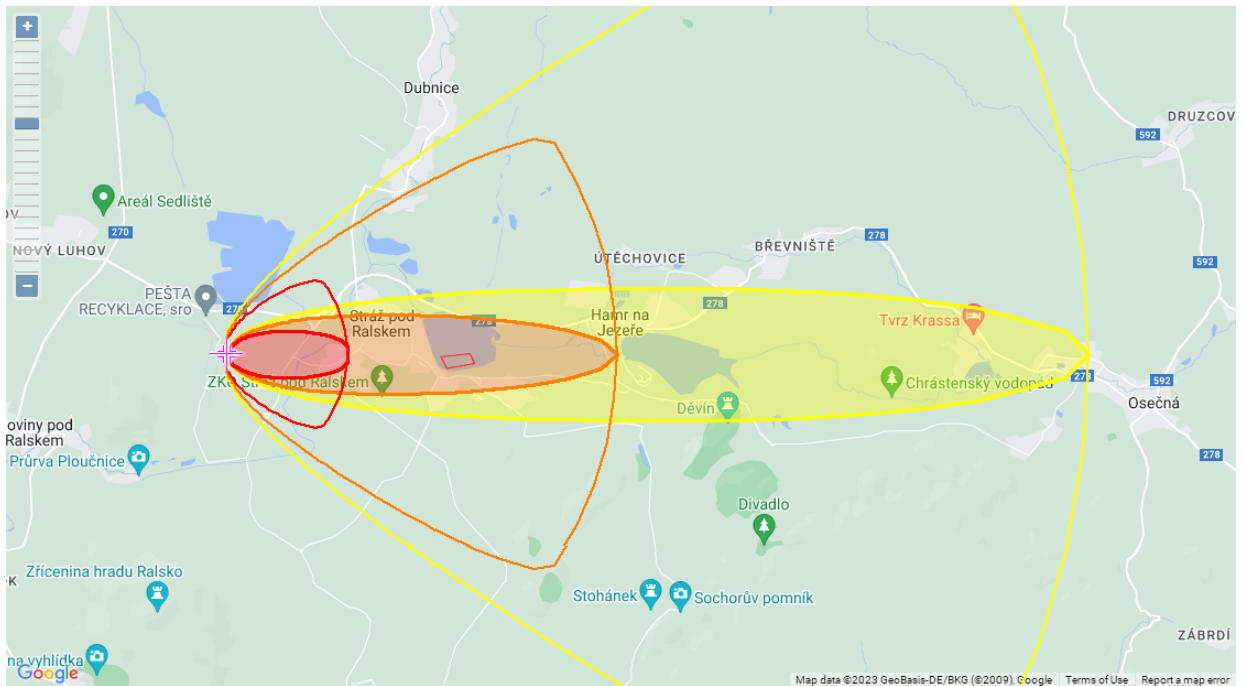 +
Dubnice
DRUZCOV
592
Areál Sedliště
OV
270
NOVÝ LUHOV
278
BŘEVNIŠTĚ
ÚTĚCHOVICE
592
−
PEŠTA
RECYKLACE, sro
278
Stráž pod
Ralskem
278
Hamr na
Jezeře
Tvrz Krassa
ZKO Stráž pod Ralskem
Chrástenský vodopád
278
592
Osečná
Děvín
oviny pod
Ralskem
Průrva Ploučnice
278
Divadlo
Zřícenina hradu Ralsko
Stohánek
Sochorův pomník
ZÁBRDÍ
na vyhlídka
Google
Map data ©2023 GeoBasis-DE/BKG (©2009), Google
Terms of Use
Report a map error